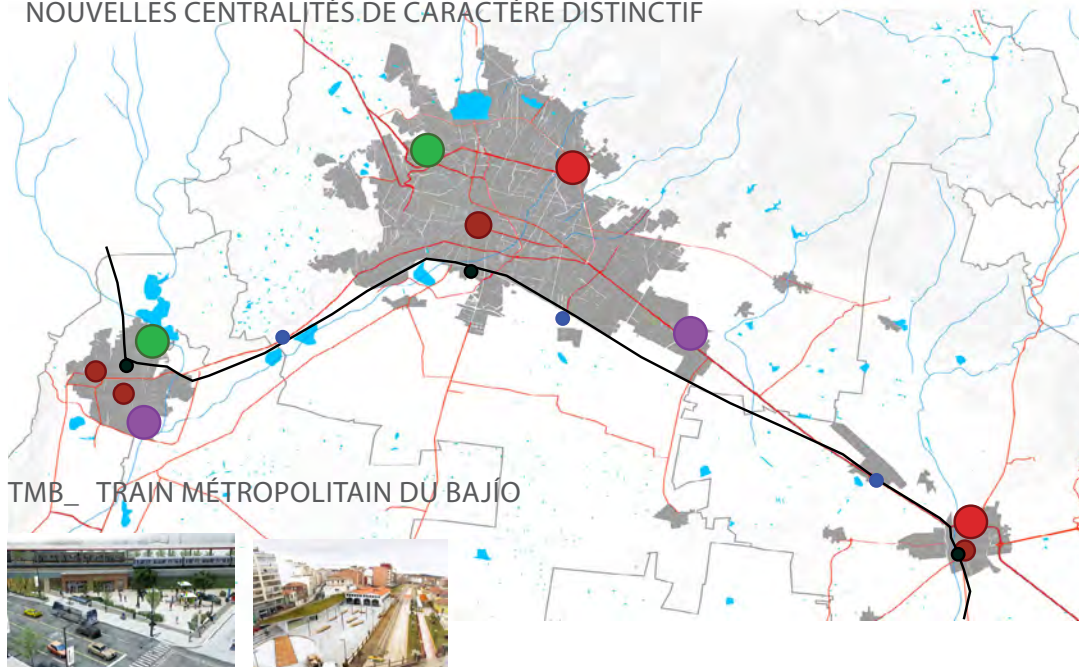 NOUVELLES CENTRALITÉS DE CARACTÈRE DISTINCTIF
TMB_ TRAIN MÉTROPOLITAIN DU BAJÍO